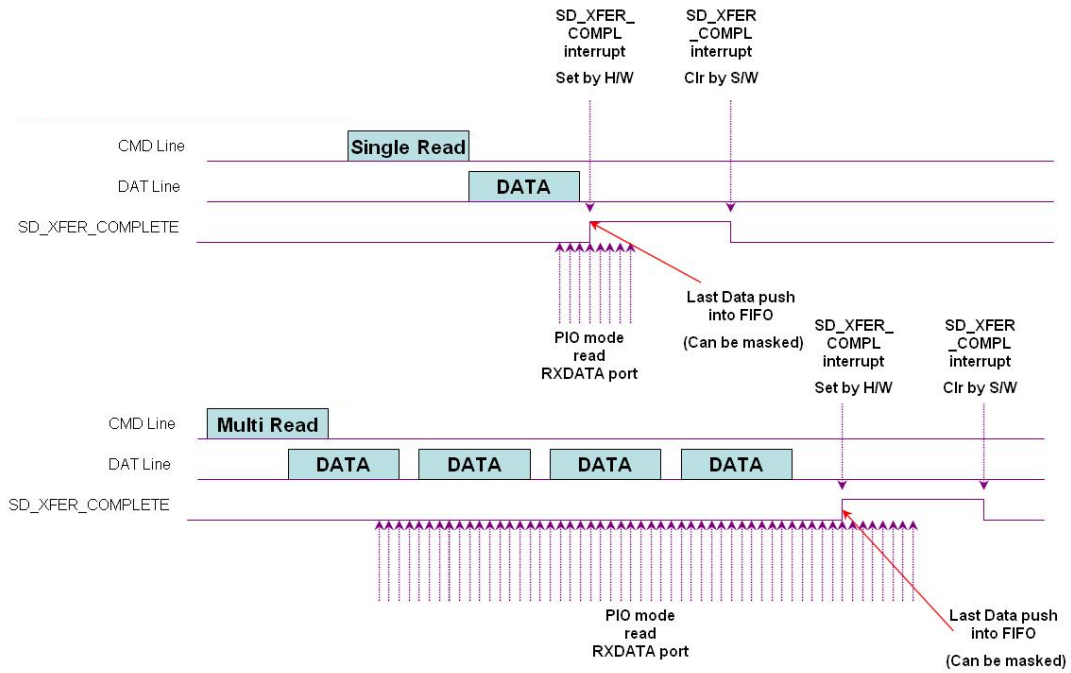 SD_XFER_
COMPL
interrupt
Set by H/W
SD_XFER
_COMPL
interrupt
Clr by S/W
CMD Line
Single Read
DAT Line
DATA
SD_XFER_COMPLETE
Last Data push
into FIFO
(Can be masked)
PIO mode
read
RXDATA port
SD_XFER_
COMPL
interrupt
Set by H/W
SD_XFER
_COMPL
interrupt
Clr by S/W
CMD Line
Multi Read
DAT Line
DATA
DATA
DATA
DATA
SD_XFER_COMPLETE
PIO mode
read
RXDATA port
Last Data push
into FIFO
(Can be masked)